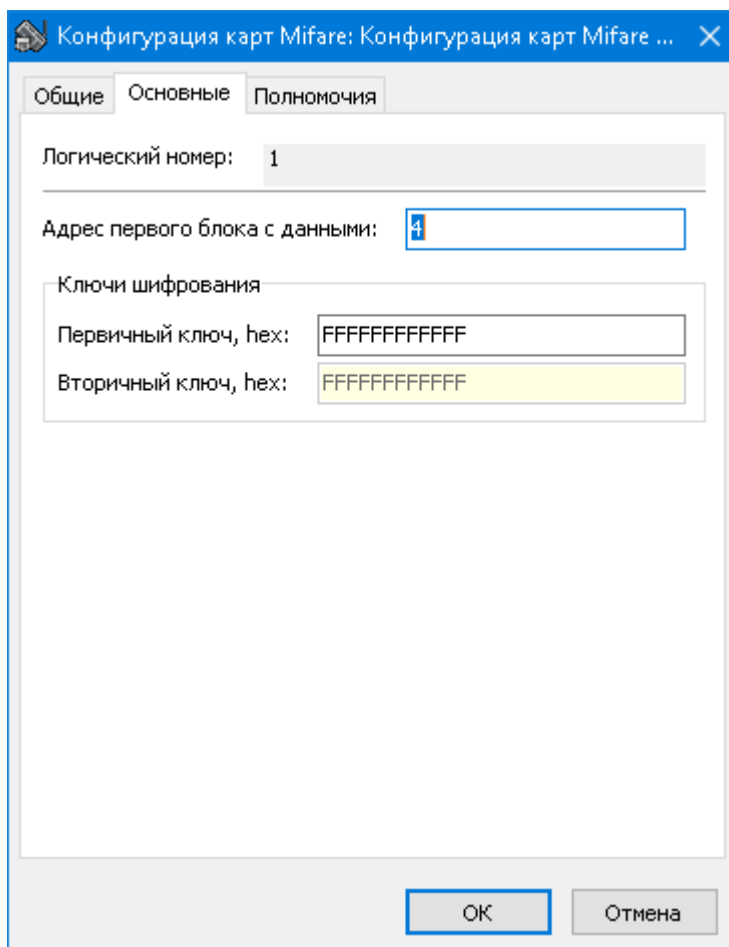 Конфигурация карт Mifare: Конфигурация карт Mifare ...
Общие Основные Полномочия
Логический номер: 1
Адрес первого блока с данными: 4
Ключи шифрования
Первичный ключ, hex: FFFFFFFFFFFF
Вторичный ключ, hex: FFFFFFFFFFFF
ОК Отмена